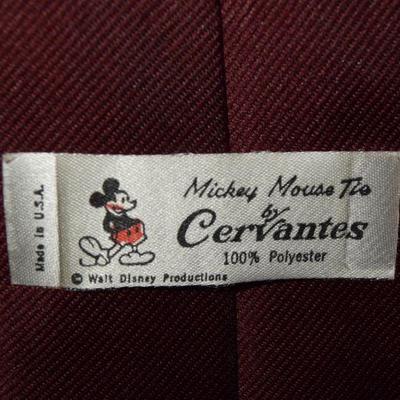 Made in U.S.A.
Mickey Mouse Tie
by
Cervantes
100% Polyester
© Walt Disney Productions